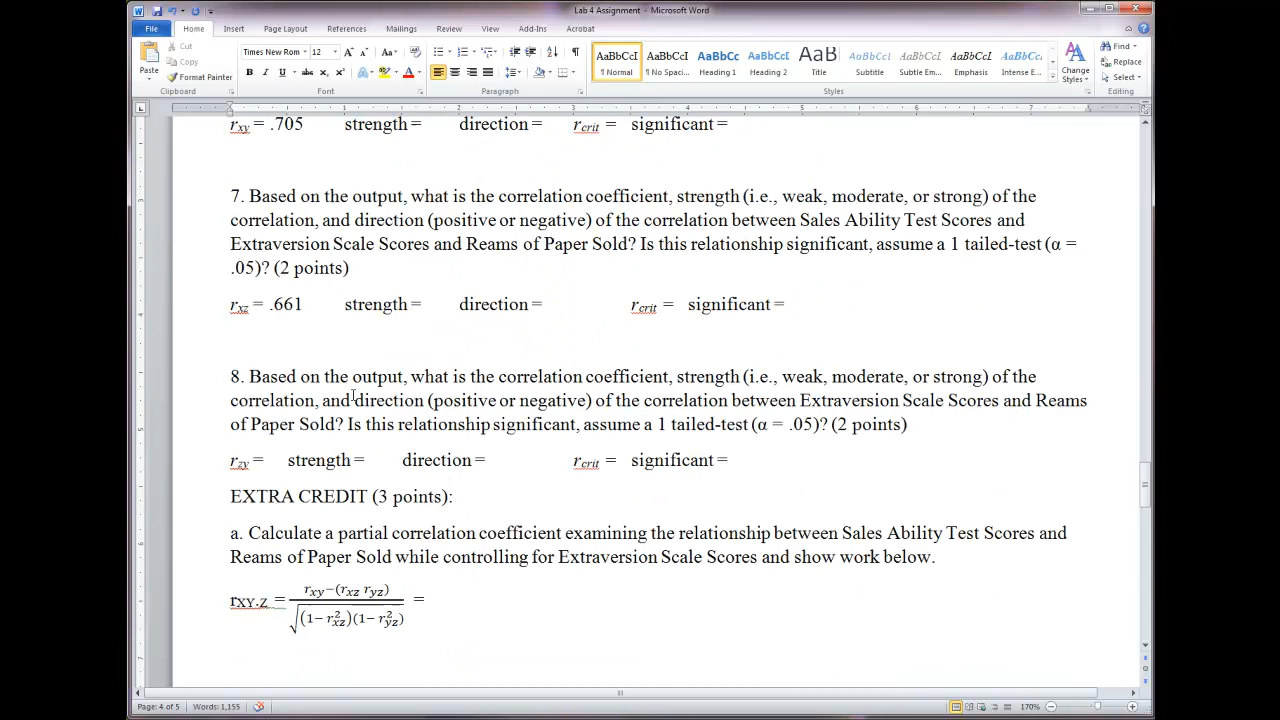 Lab 4 Assignment - Microsoft Word
File Home Insert Page Layout References Mailings Review View Add-Ins Acrobat
Paste Cut Copy Format Painter Clipboard
Times New Rom 12 Font
Paragraph
AaBbCcI ¶ Normal
AaBbCcI ¶ No Spaci...
AaBbCc Heading 1
AaBbCcI Heading 2
AaB Title
AaBbCcI Subtitle
AaBbCcI Subtle Em...
AaBbCcI Emphasis
AaBbCcI Intense E...
Change Styles
Styles
Find
Replace
Select
Editing
rxy = .705 strength = direction = rcrit = significant =
7. Based on the output, what is the correlation coefficient, strength (i.e., weak, moderate, or strong) of the
correlation, and direction (positive or negative) of the correlation between Sales Ability Test Scores and
Extraversion Scale Scores and Reams of Paper Sold? Is this relationship significant, assume a 1 tailed-test (α =
.05)? (2 points)
rxz = .661 strength = direction = rcrit = significant =
8. Based on the output, what is the correlation coefficient, strength (i.e., weak, moderate, or strong) of the
correlation, and direction (positive or negative) of the correlation between Extraversion Scale Scores and Reams
of Paper Sold? Is this relationship significant, assume a 1 tailed-test (α = .05)? (2 points)
rzy = strength = direction = rcrit = significant =
EXTRA CREDIT (3 points):
a. Calculate a partial correlation coefficient examining the relationship between Sales Ability Test Scores and
Reams of Paper Sold while controlling for Extraversion Scale Scores and show work below.
rXY.Z = rxy−(rxz ryz) / √((1− r²xz)(1− r²yz)) =
Page: 4 of 5 Words: 1,155 170%